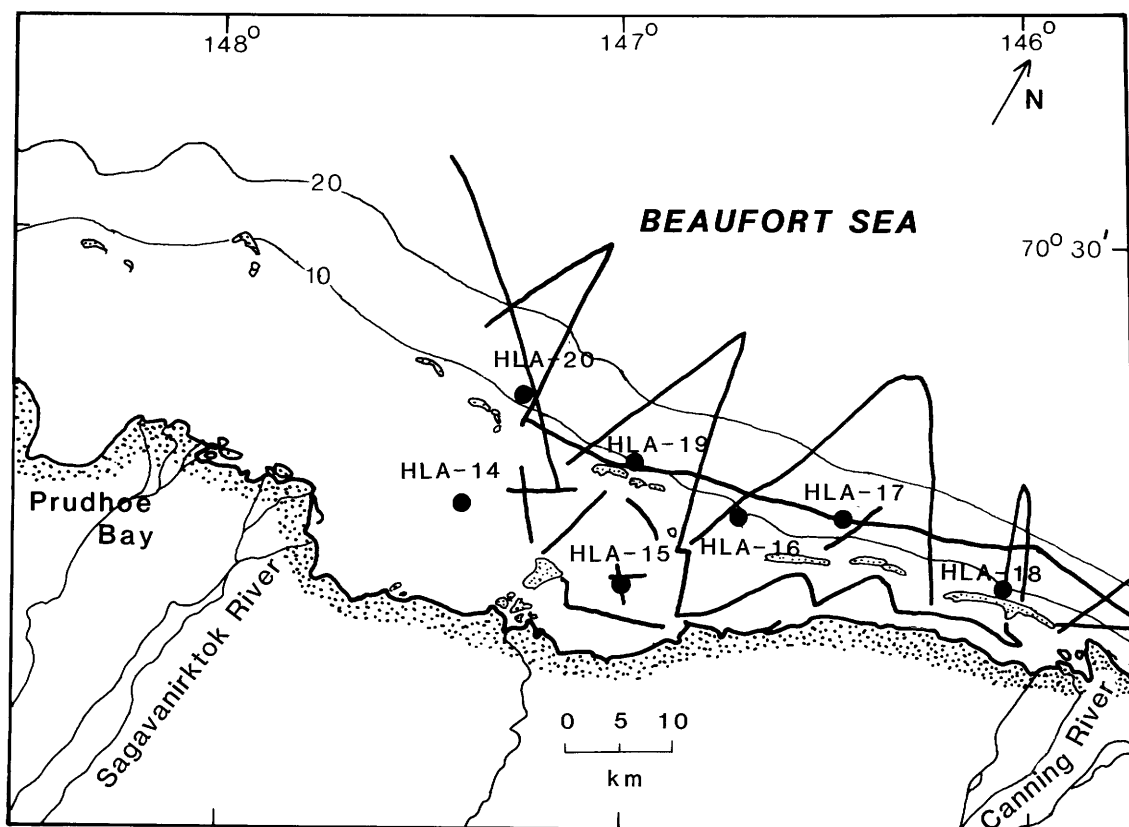 148°
147°
146°
N
20
BEAUFORT SEA
70° 30'
10
HLA-20
HLA-19
HLA-14
HLA-17
Prudhoe
Bay
HLA-16
HLA-15
HLA-18
Sagavanirktok River
Canning River
0 5 10
km